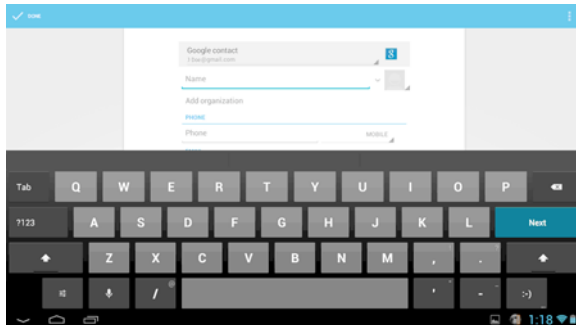 DONE
Google contact
Name
Add organization
PHONE
Phone MOBILE
Tab Q W E R T Y U I O P
?123 A S D F G H J K L Next
Z X C V B N M , .
/ @ ' " - _ :-)
1:18